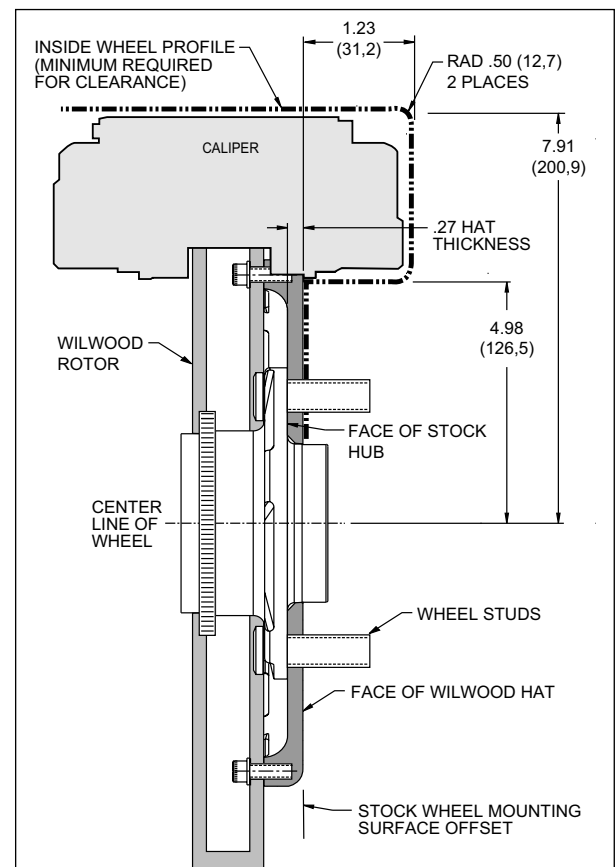 1.23
(31,2)
INSIDE WHEEL PROFILE
(MINIMUM REQUIRED
FOR CLEARANCE)
RAD .50 (12,7)
2 PLACES
CALIPER
7.91
(200,9)
.27 HAT
THICKNESS
4.98
(126,5)
WILWOOD
ROTOR
FACE OF STOCK
HUB
CENTER
LINE OF
WHEEL
WHEEL STUDS
FACE OF WILWOOD HAT
STOCK WHEEL MOUNTING
SURFACE OFFSET